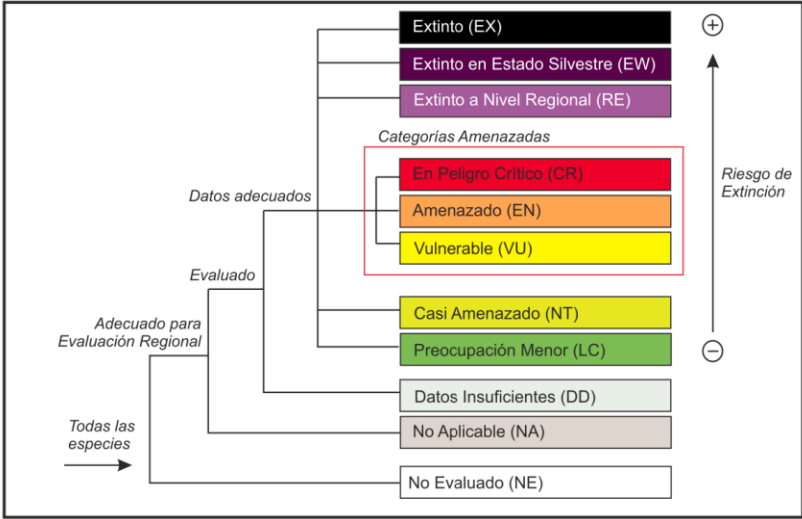 Extinto (EX)
Extinto en Estado Silvestre (EW)
Extinto a Nivel Regional (RE)
Categorías Amenazadas
En Peligro Crítico (CR)
Amenazado (EN)
Vulnerable (VU)
Casi Amenazado (NT)
Preocupación Menor (LC)
Datos Insuficientes (DD)
No Aplicable (NA)
No Evaluado (NE)
Datos adecuados
Evaluado
Adecuado para
Evaluación Regional
Todas las
especies
+
Riesgo de
Extinción
−